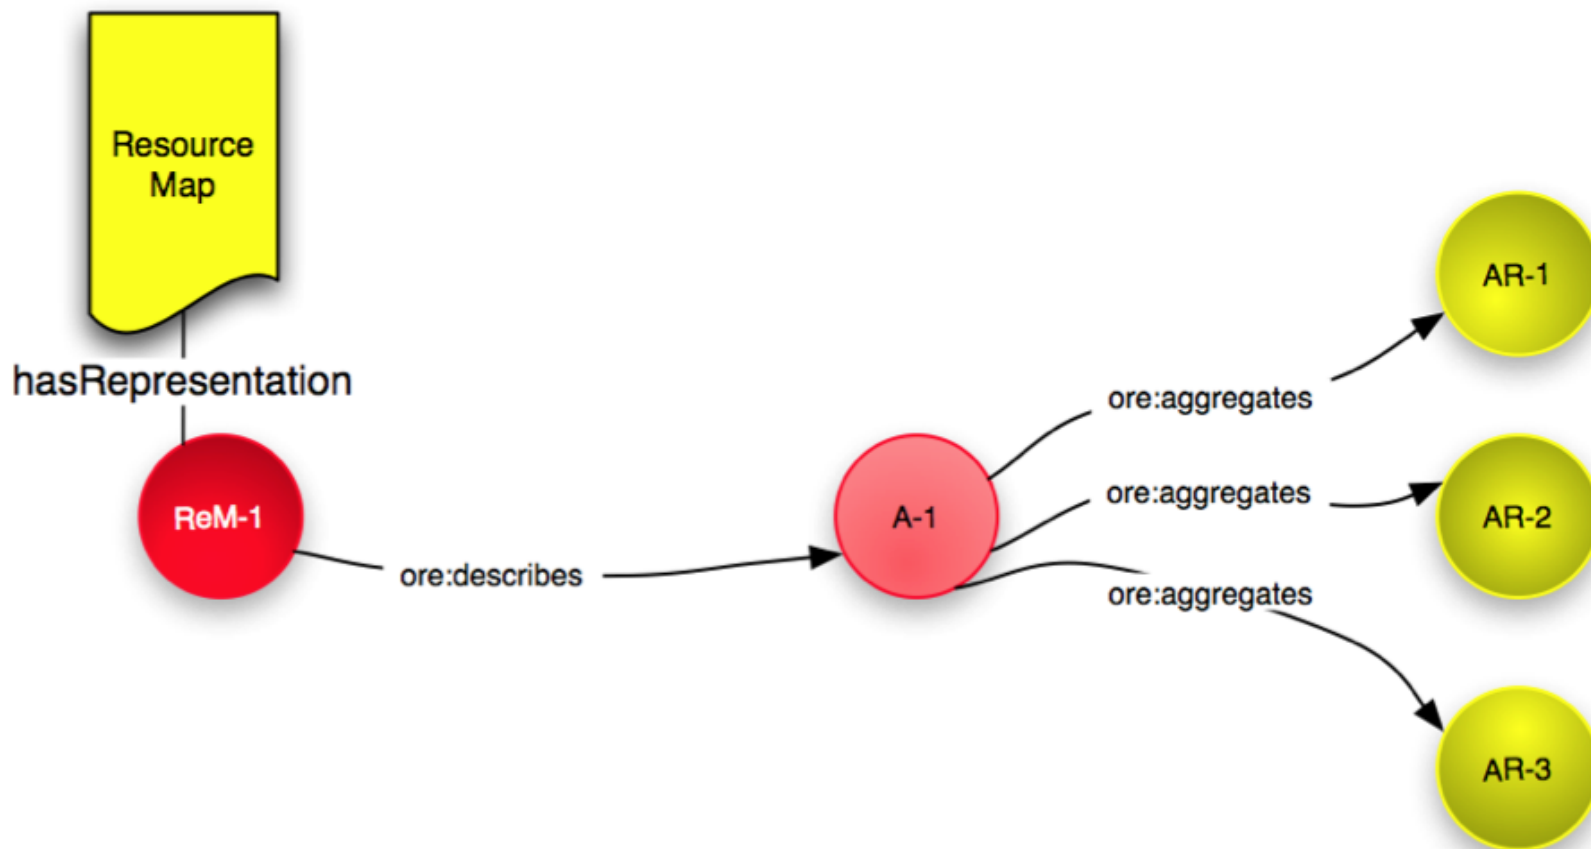 Resource
Map
hasRepresentation
ReM-1
ore:describes
A-1
ore:aggregates
ore:aggregates
ore:aggregates
AR-1
AR-2
AR-3